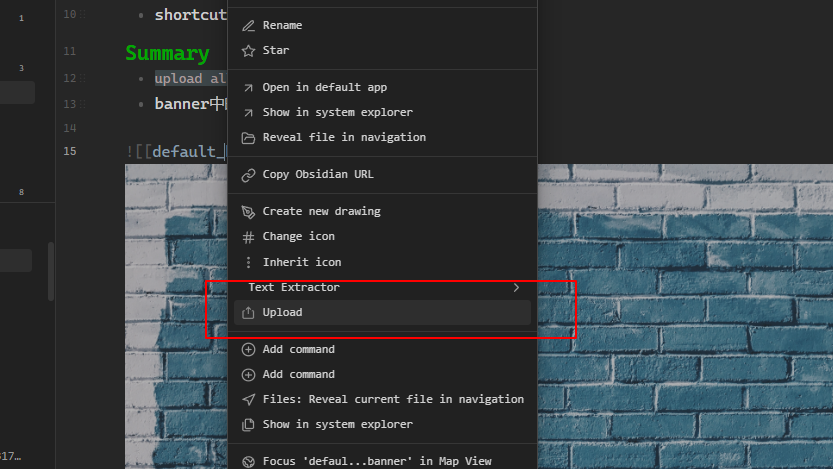 1
3
8
317…
10
shortcut
11
Summary
12
upload al
13
banner中
14
15
![[default_
Rename
Star
Open in default app
Show in system explorer
Reveal file in navigation
Copy Obsidian URL
Create new drawing
Change icon
Inherit icon
Text Extractor
Upload
Add command
Add command
Files: Reveal current file in navigation
Show in system explorer
Focus 'defaul...banner' in Map View